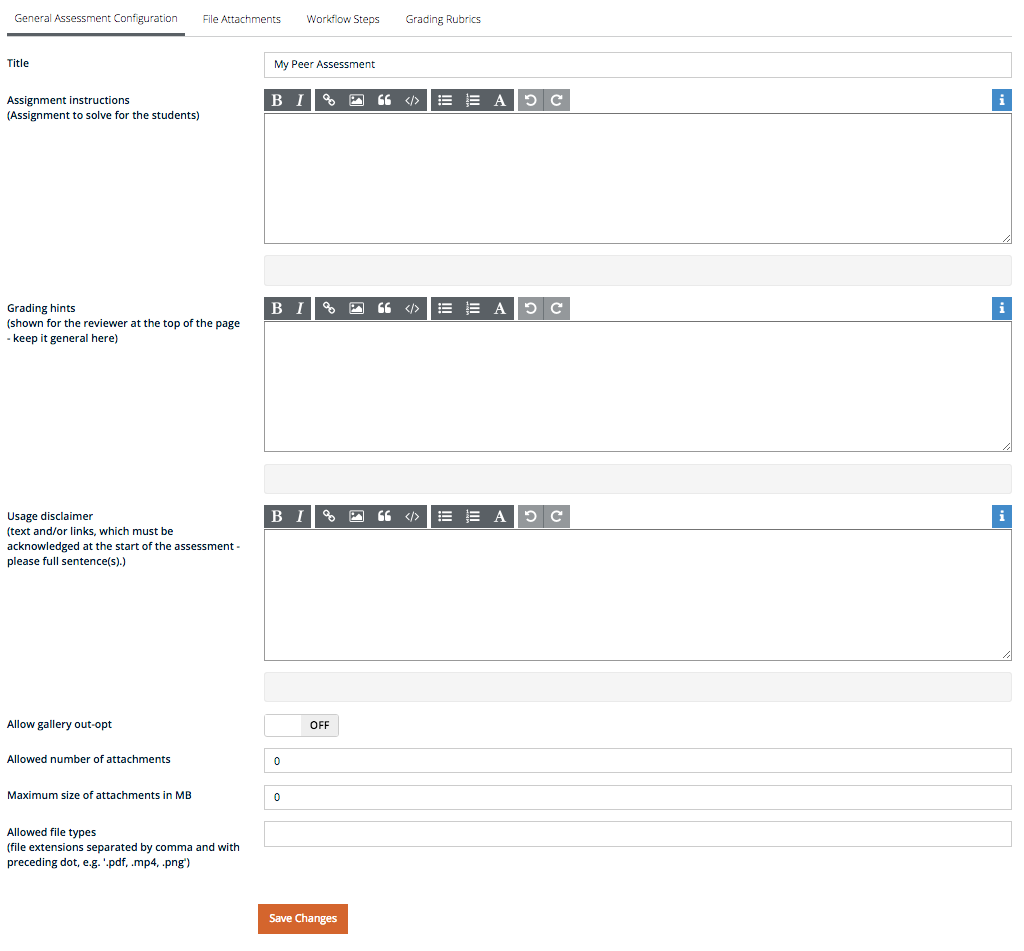 General Assessment Configuration File Attachments Workflow Steps Grading Rubrics
Title
My Peer Assessment
Assignment instructions
(Assignment to solve for the students)
B I A
Grading hints
(shown for the reviewer at the top of the page
- keep it general here)
B I A
Usage disclaimer
(text and/or links, which must be
acknowledged at the start of the assessment -
please full sentence(s).)
B I A
Allow gallery out-opt
OFF
Allowed number of attachments
0
Maximum size of attachments in MB
0
Allowed file types
(file extensions separated by comma and with
preceding dot, e.g. '.pdf, .mp4, .png')
Save Changes